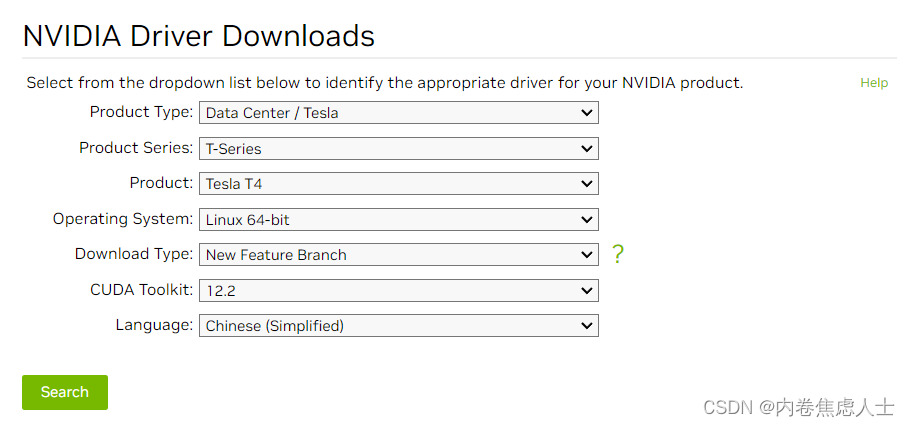 NVIDIA Driver Downloads
Select from the dropdown list below to identify the appropriate driver for your NVIDIA product. Help
Product Type: Data Center / Tesla
Product Series: T-Series
Product: Tesla T4
Operating System: Linux 64-bit
Download Type: New Feature Branch ?
CUDA Toolkit: 12.2
Language: Chinese (Simplified)
Search
CSDN @内卷焦虑人士